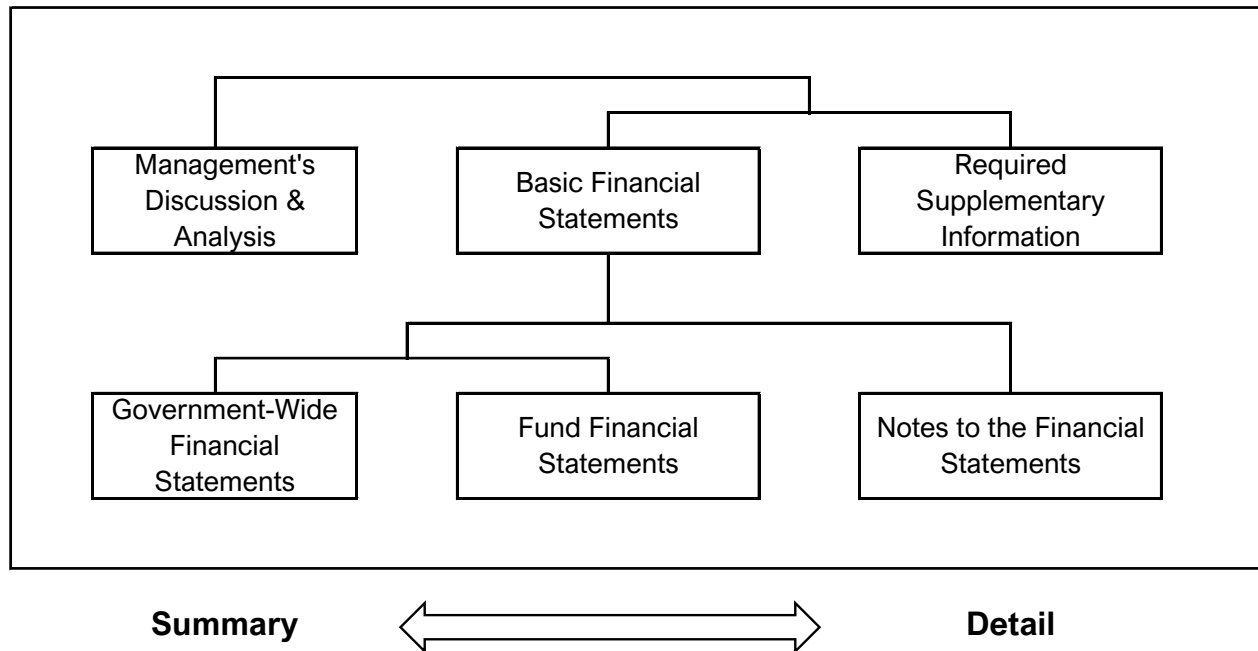 Management's
Discussion &
Analysis
Basic Financial
Statements
Required
Supplementary
Information
Government-Wide
Financial
Statements
Fund Financial
Statements
Notes to the Financial
Statements
Summary
Detail